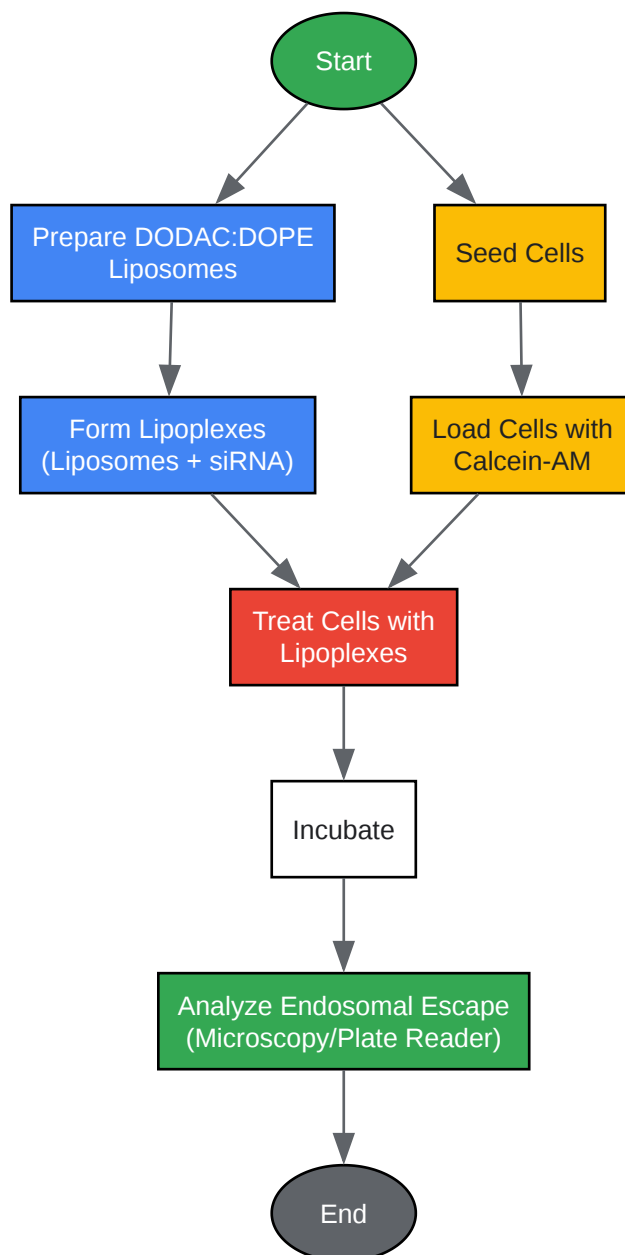 Start
Prepare DODAC:DOPE
Liposomes
Seed Cells
Form Lipoplexes
(Liposomes + siRNA)
Load Cells with
Calcein-AM
Treat Cells with
Lipoplexes
Incubate
Analyze Endosomal Escape
(Microscopy/Plate Reader)
End